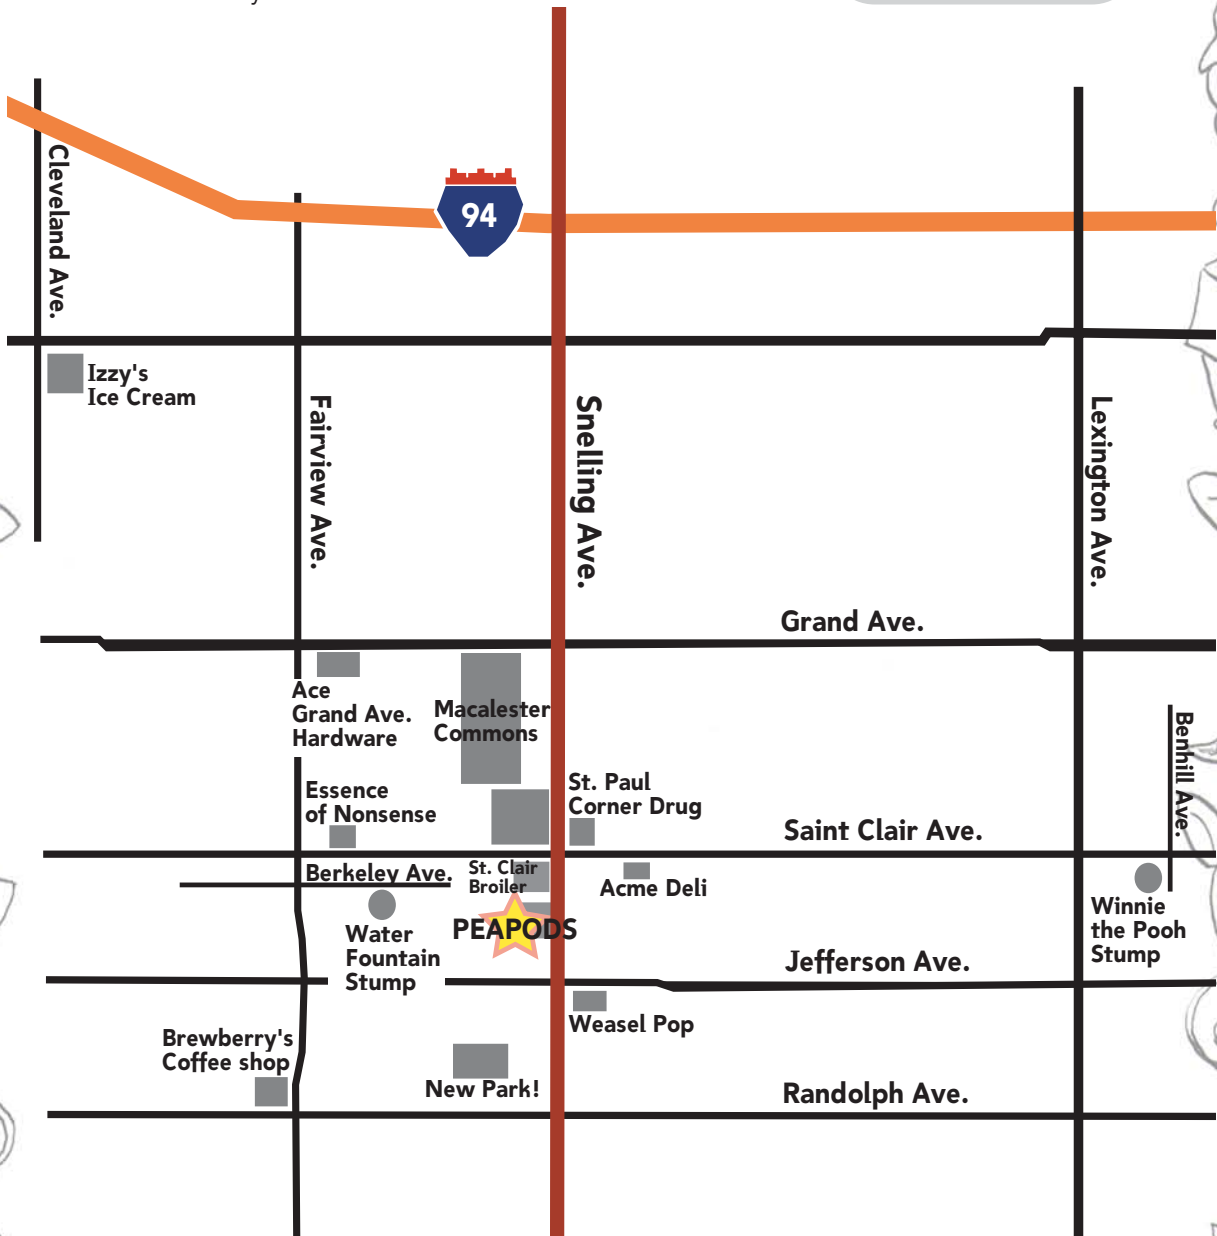 94
Cleveland Ave.
Izzy's
Ice Cream
Fairview Ave.
Snelling Ave.
Lexington Ave.
Grand Ave.
Ace
Grand Ave.
Hardware
Macalester
Commons
Benhill Ave.
Essence
of Nonsense
St. Paul
Corner Drug
Saint Clair Ave.
Berkeley Ave.
St. Clair
Broiler
Acme Deli
PEAPODS
Water
Fountain
Stump
Winnie
the Pooh
Stump
Jefferson Ave.
Weasel Pop
Brewberry's
Coffee shop
New Park!
Randolph Ave.